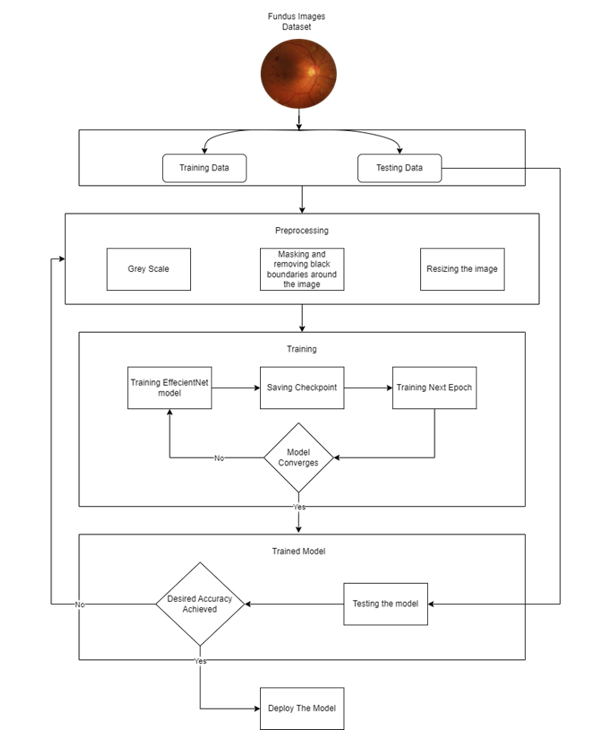 Fundus Images
Dataset
Training Data
Testing Data
Preprocessing
Grey Scale
Masking and
removing black
boundaries around
the image
Resizing the image
Training
Training EffecientNet
model
Saving Checkpoint
Training Next Epoch
Model
Converges
No
Yes
Trained Model
Desired Accuracy
Achieved
Testing the model
No
Yes
Deploy The Model